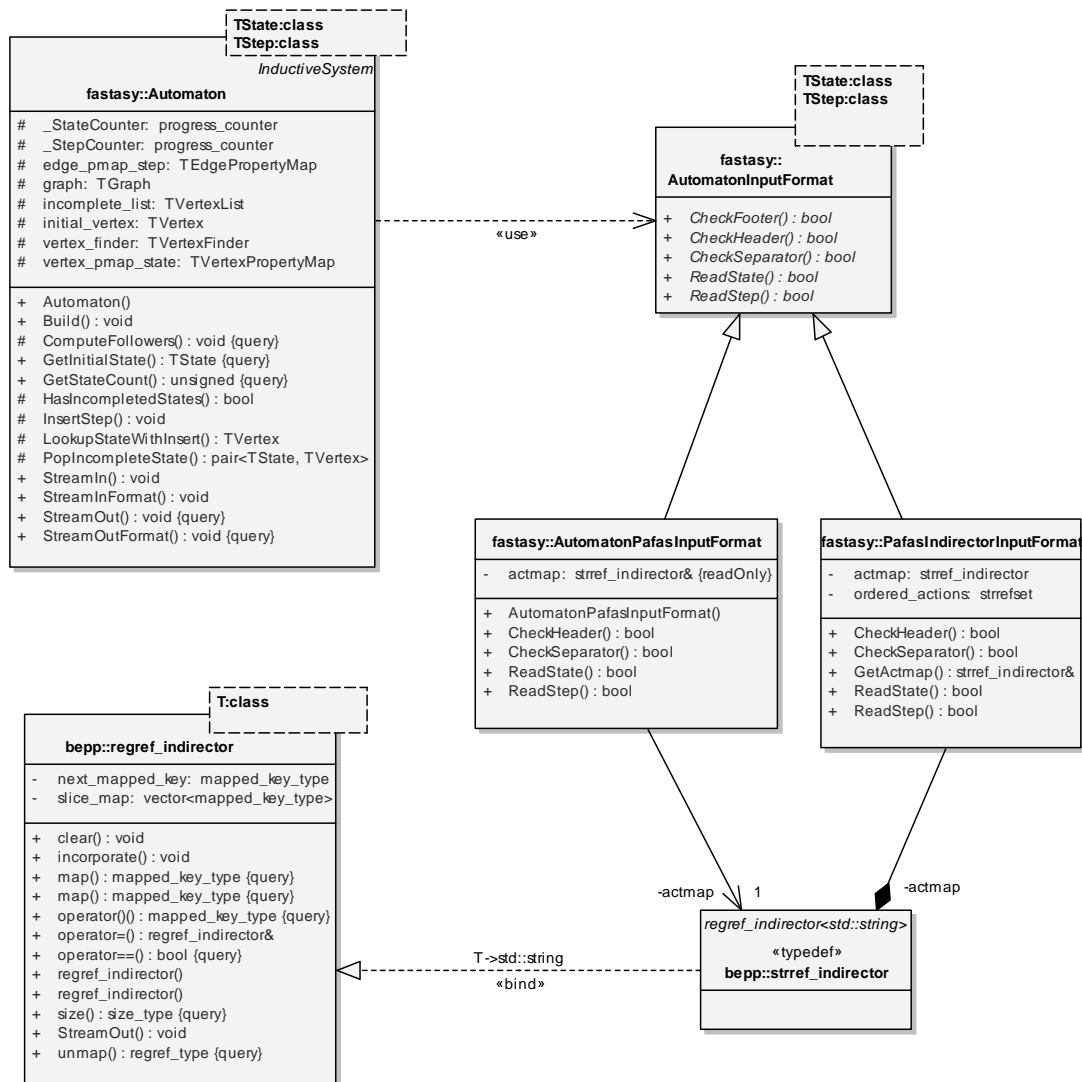 TState:class
TStep:class
InductiveSystem
fastasy::Automaton
# _StateCounter: progress_counter
# _StepCounter: progress_counter
# edge_pmap_step: TEdgePropertyMap
# graph: TGraph
# incomplete_list: TVertexList
# initial_vertex: TVertex
# vertex_finder: TVertexFinder
# vertex_pmap_state: TVertexPropertyMap
+ Automaton()
+ Build() : void
# ComputeFollowers() : void {query}
+ GetInitialState() : TState {query}
+ GetStateCount() : unsigned {query}
# HasIncompletedStates() : bool
# InsertStep() : void
# LookupStateWithInsert() : TVertex
# PopIncompleteState() : pair<TState, TVertex>
+ StreamIn() : void
+ StreamInFormat() : void
+ StreamOut() : void {query}
+ StreamOutFormat() : void {query}
«use»
TState:class
TStep:class
fastasy::
AutomatonInputFormat
+ CheckFooter() : bool
+ CheckHeader() : bool
+ CheckSeparator() : bool
+ ReadState() : bool
+ ReadStep() : bool
fastasy::AutomatonPafasInputFormat
- actmap: strref_indirector& {readOnly}
+ AutomatonPafasInputFormat()
+ CheckHeader() : bool
+ CheckSeparator() : bool
+ ReadState() : bool
+ ReadStep() : bool
fastasy::PafasIndirectorInputFormat
- actmap: strref_indirector
- ordered_actions: strrefset
+ CheckHeader() : bool
+ CheckSeparator() : bool
+ GetActmap() : strref_indirector&
+ ReadState() : bool
+ ReadStep() : bool
T:class
bepp::regref_indirector
- next_mapped_key: mapped_key_type
- slice_map: vector<mapped_key_type>
+ clear() : void
+ incorporate() : void
+ map() : mapped_key_type {query}
+ map() : mapped_key_type {query}
+ operator()() : mapped_key_type {query}
+ operator=() : regref_indirector&
+ operator==() : bool {query}
+ regref_indirector()
+ regref_indirector()
+ size() : size_type {query}
+ StreamOut() : void
+ unmap() : regref_type {query}
T->std::string
«bind»
-actmap
1
-actmap
regref_indirector<std::string>
«typedef»
bepp::strref_indirector